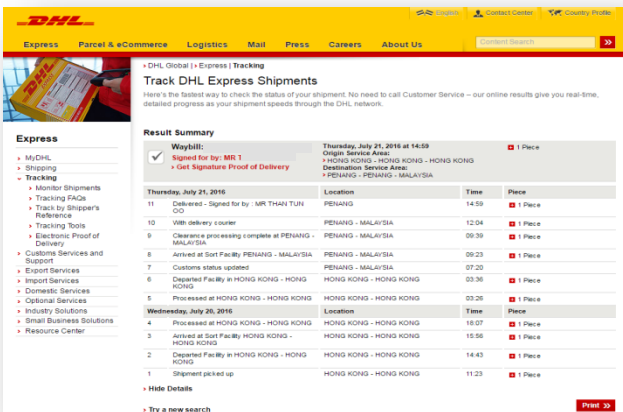 English Contact Center Country Profile
DHL
Express Parcel & eCommerce Logistics Mail Press Careers About Us Content Search
DHL Global | Express | Tracking
Track DHL Express Shipments
Here's the fastest way to check the status of your shipment. No need to call Customer Service – our online results give you real-time,
detailed progress as your shipment speeds through the DHL network.
Express
MyDHL
Shipping
Tracking
Monitor Shipments
Tracking FAQs
Track by Shipper's
Reference
Tracking Tools
Electronic Proof of
Delivery
Customs Services and
Support
Export Services
Import Services
Domestic Services
Optional Services
Industry Solutions
Small Business Solutions
Resource Center
Result Summary
Waybill:
Signed for by: MR T
Get Signature Proof of Delivery
Thursday, July 21, 2016 at 14:59
Origin Service Area:
HONG KONG - HONG KONG - HONG KONG
Destination Service Area:
PENANG - PENANG - MALAYSIA
1 Piece
Thursday, July 21, 2016 Location Time Piece
11 Delivered - Signed for by : MR THAN TUN PENANG 14:59 1 Piece
OO
10 With delivery courier PENANG - MALAYSIA 12:04 1 Piece
9 Clearance processing complete at PENANG - PENANG - MALAYSIA 09:39 1 Piece
MALAYSIA
8 Arrived at Sort Facility PENANG - MALAYSIA PENANG - MALAYSIA 09:23 1 Piece
7 Customs status updated PENANG - MALAYSIA 07:20
6 Departed Facility in HONG KONG - HONG HONG KONG - HONG KONG 03:36 1 Piece
KONG
5 Processed at HONG KONG - HONG KONG HONG KONG - HONG KONG 03:26 1 Piece
Wednesday, July 20, 2016 Location Time Piece
4 Processed at HONG KONG - HONG KONG HONG KONG - HONG KONG 16:07 1 Piece
3 Arrived at Sort Facility HONG KONG - HONG KONG - HONG KONG 15:56 1 Piece
HONG KONG
2 Departed Facility in HONG KONG - HONG HONG KONG - HONG KONG 14:43 1 Piece
KONG
1 Shipment picked up HONG KONG - HONG KONG 11:23 1 Piece
Hide Details
Try a new search
Print